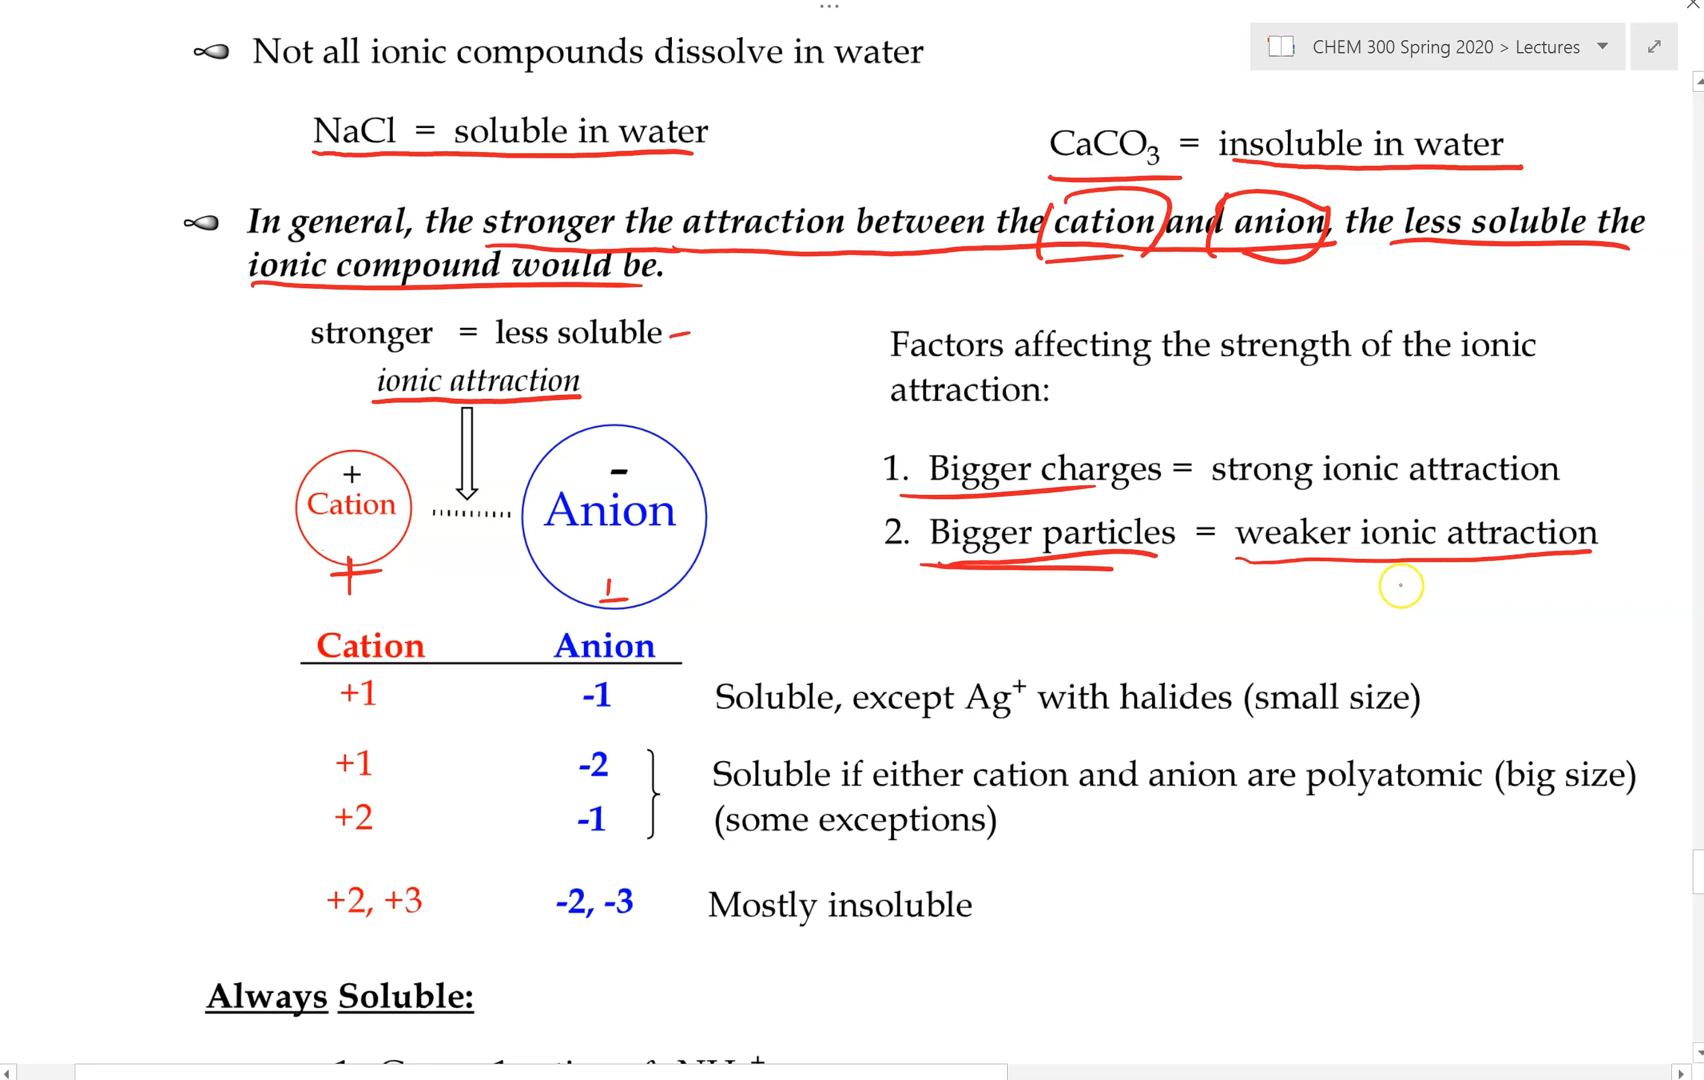 Not all ionic compounds dissolve in water
CHEM 300 Spring 2020 > Lectures
NaCl = soluble in water
CaCO₃ = insoluble in water
In general, the stronger the attraction between the cation and anion, the less soluble the
ionic compound would be.
stronger = less soluble
ionic attraction
Factors affecting the strength of the ionic
attraction:
+
Cation
-
Anion
1. Bigger charges = strong ionic attraction
2. Bigger particles = weaker ionic attraction
Cation Anion
+1 -1 Soluble, except Ag⁺ with halides (small size)
+1 -2 Soluble if either cation and anion are polyatomic (big size)
+2 -1 (some exceptions)
+2, +3 -2, -3 Mostly insoluble
Always Soluble: